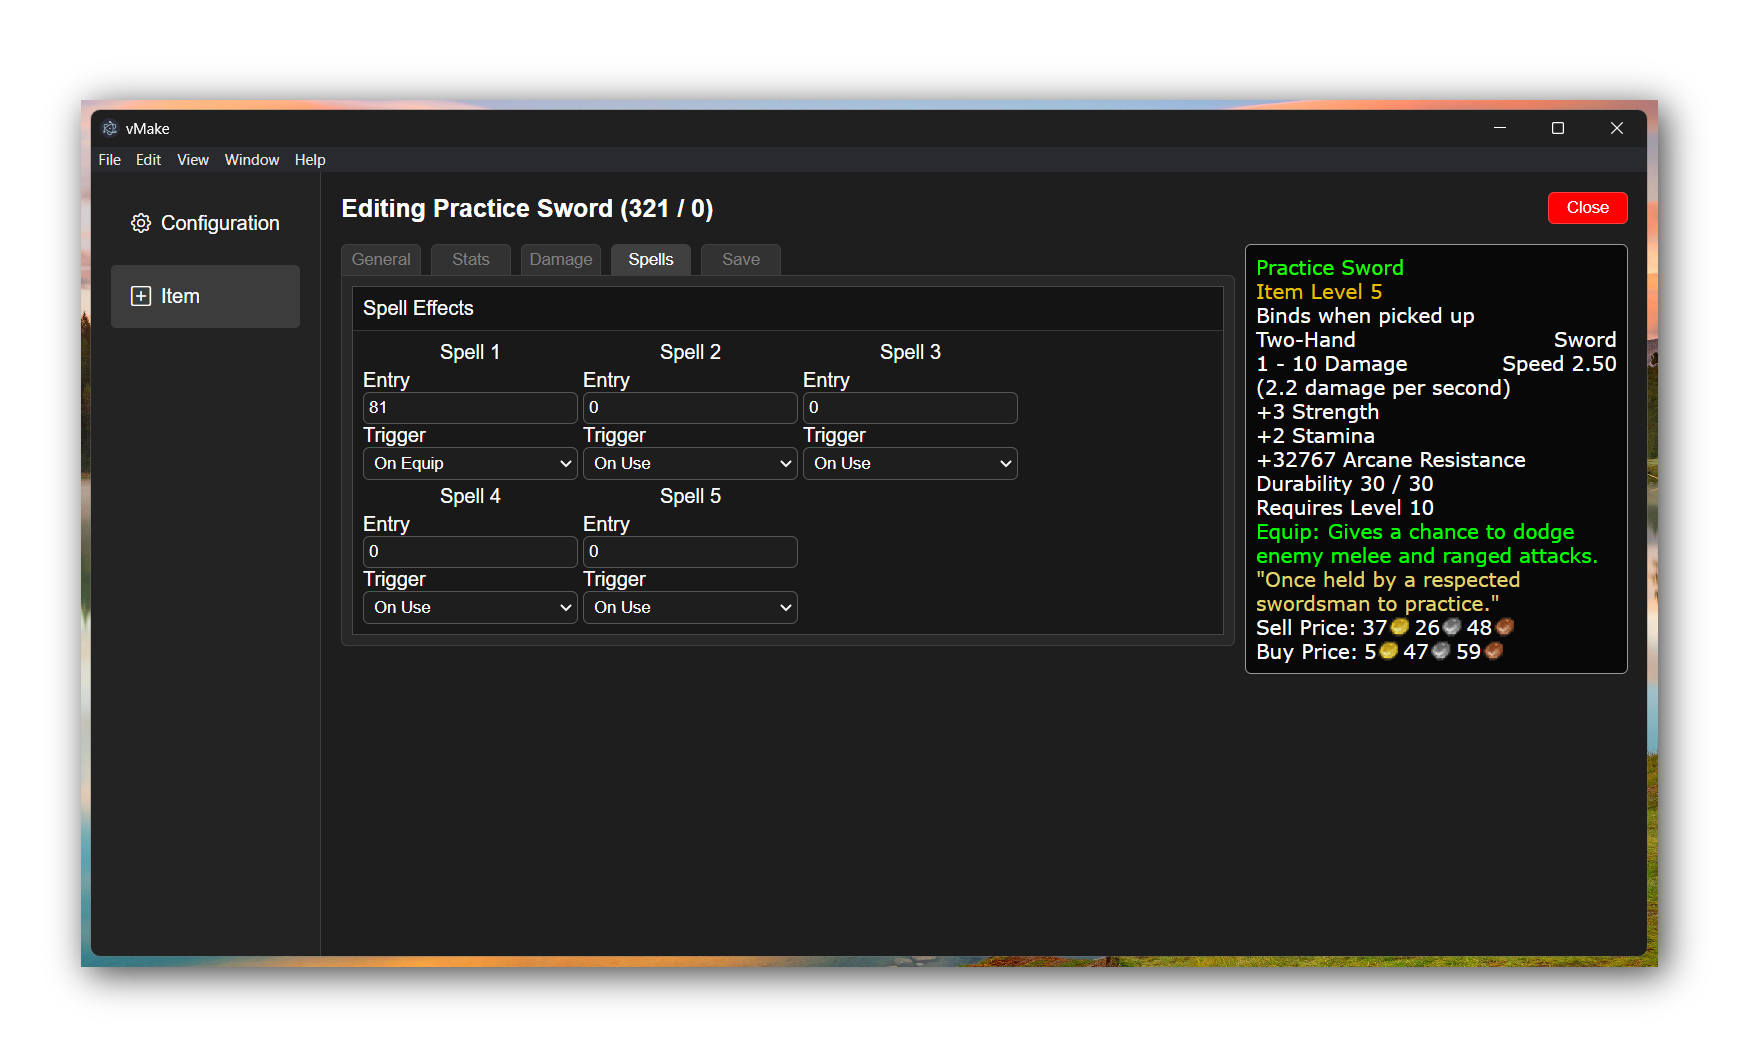 vMake
File Edit View Window Help
Configuration
Item
Editing Practice Sword (321 / 0)
Close
General Stats Damage Spells Save
Spell Effects
Spell 1 Spell 2 Spell 3
Entry Entry Entry
81 0 0
Trigger Trigger Trigger
On Equip On Use On Use
Spell 4 Spell 5
Entry Entry
0 0
Trigger Trigger
On Use On Use
Practice Sword
Item Level 5
Binds when picked up
Two-Hand Sword
1 - 10 Damage Speed 2.50
(2.2 damage per second)
+3 Strength
+2 Stamina
+32767 Arcane Resistance
Durability 30 / 30
Requires Level 10
Equip: Gives a chance to dodge
enemy melee and ranged attacks.
"Once held by a respected
swordsman to practice."
Sell Price: 37 26 48
Buy Price: 5 47 59